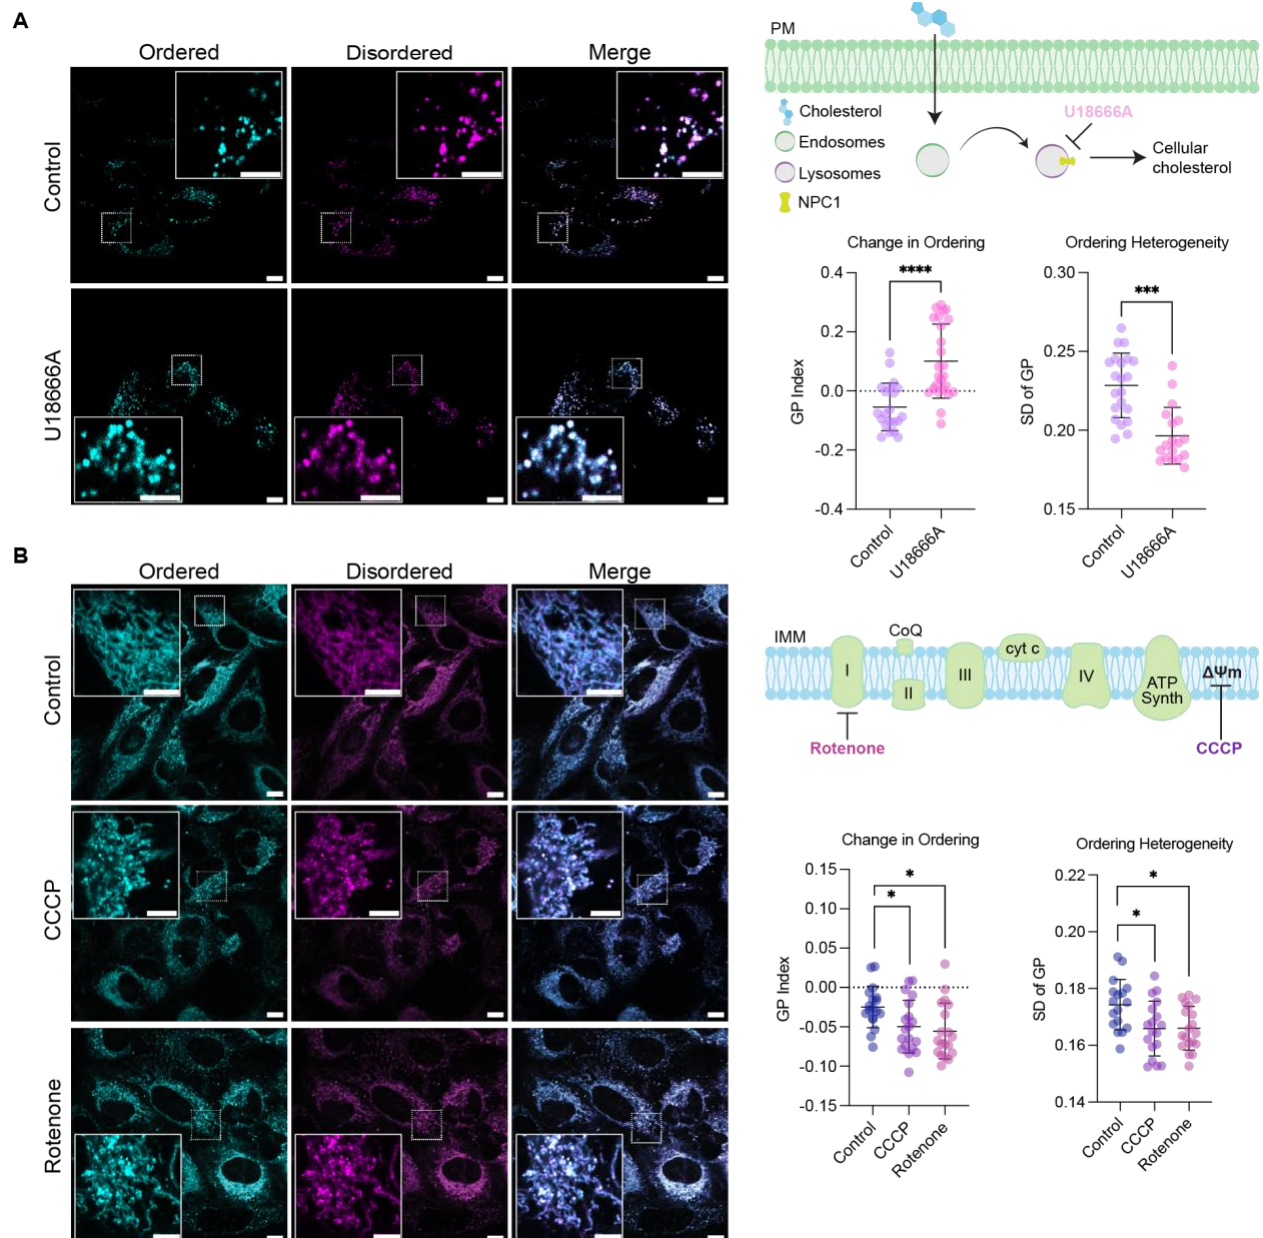 A
Ordered
Disordered
Merge
Control
U18666A
PM
Cholesterol
Endosomes
Lysosomes
NPC1
U18666A
Cellular
cholesterol
Change in Ordering
****
GP Index
0.4
0.2
0.0
-0.2
-0.4
Control
U18666A
Ordering Heterogeneity
***
SD of GP
0.30
0.25
0.20
0.15
Control
U18666A
B
Ordered
Disordered
Merge
Control
CCCP
Rotenone
IMM
I
CoQ
II
III
cyt c
IV
ATP
Synth
ΔΨm
Rotenone
CCCP
Change in Ordering
*
*
GP Index
0.15
0.10
0.05
0.00
-0.05
-0.10
-0.15
Control
CCCP
Rotenone
Ordering Heterogeneity
*
*
SD of GP
0.22
0.20
0.18
0.16
0.14
Control
CCCP
Rotenone